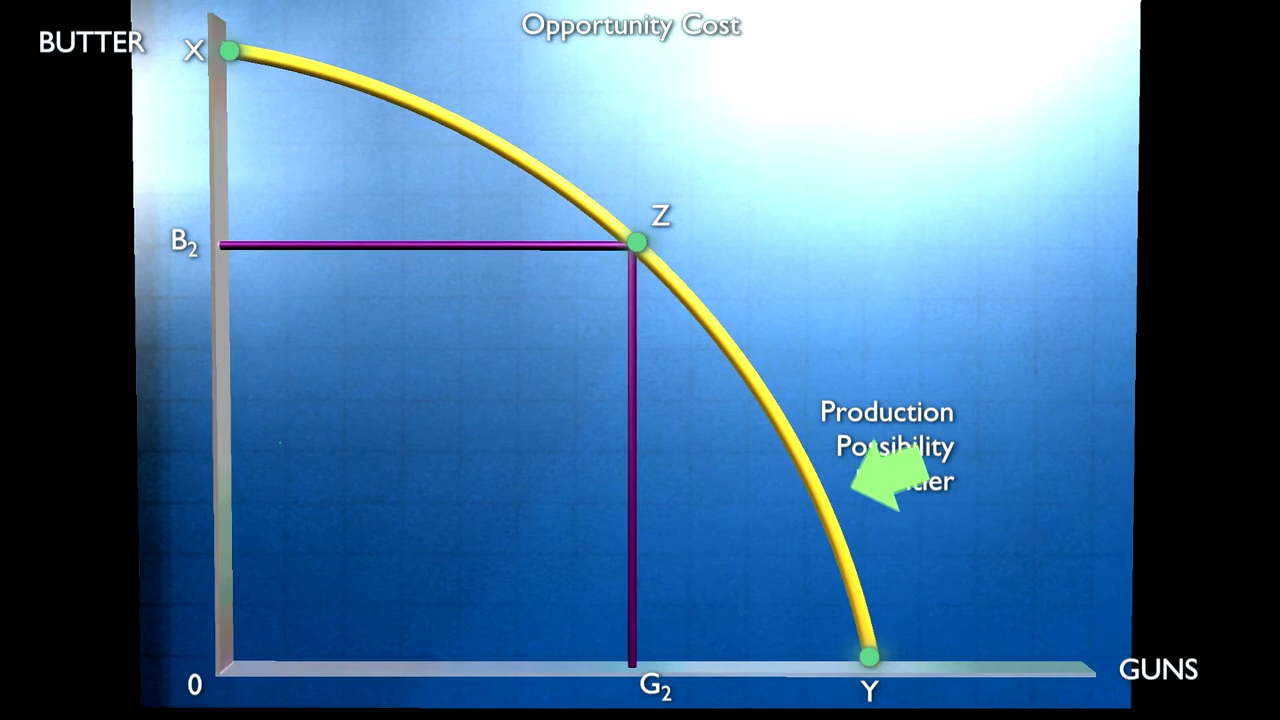 Opportunity Cost
BUTTER
X
Z
B₂
Production
Possibility
0
G₂
Y
GUNS